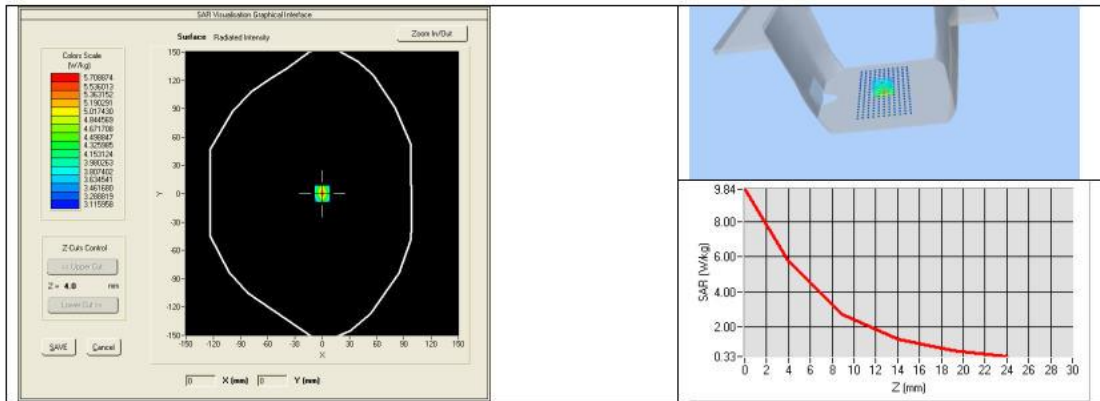 SAR Visualisation Graphical Interface
Surface Radiated Intensity
Zoom In/Out
Colors Scale
(W/kg)
5.708874
5.536013
5.363152
5.190291
5.017430
4.844569
4.671708
4.498847
4.325985
4.153124
3.980263
3.807402
3.634541
3.461680
3.288819
3.115958
150
120
90
60
30
0
-30
-60
-90
-120
-150
Y
-150 -120 -90 -60 -30 0 30 60 90 120 150
X
Z Cuts Control
<< Upper Cut
Z = 4.0 mm
Lower Cut >>
SAVE Cancel
0 X (mm) 0 Y (mm)
9.84
8.00
6.00
4.00
2.00
0.33
SAR (W/kg)
0 2 4 6 8 10 12 14 16 18 20 22 24 26 28 30
Z (mm)